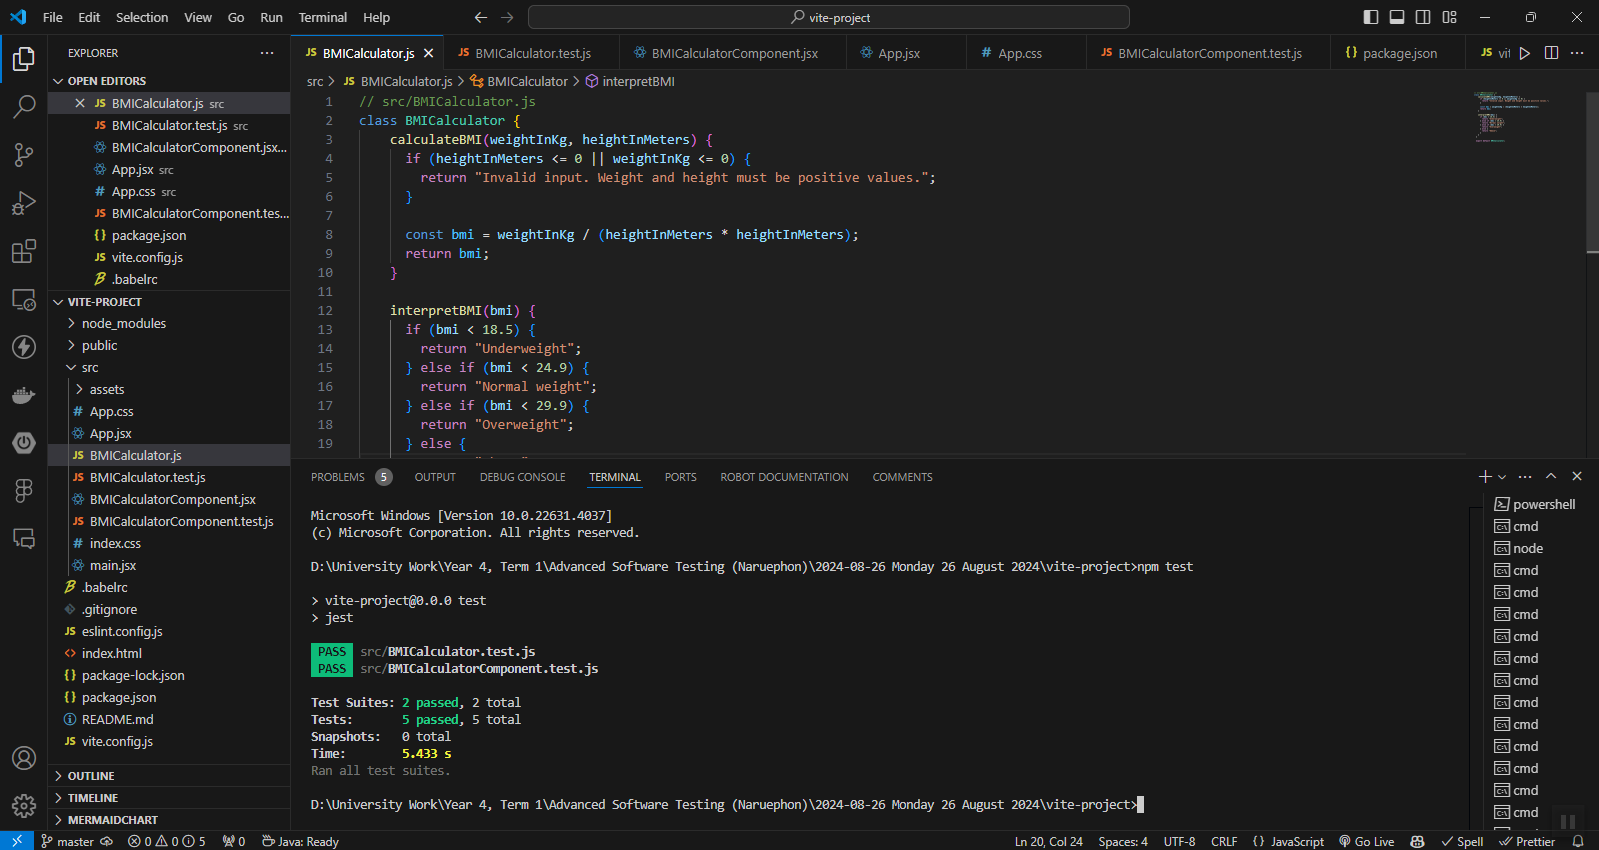 File Edit Selection View Go Run Terminal Help
vite-project
EXPLORER
OPEN EDITORS
BMICalculator.js src
BMICalculator.test.js src
BMICalculatorComponent.jsx...
App.jsx src
App.css src
BMICalculatorComponent.tes...
package.json
vite.config.js
.babelrc
VITE-PROJECT
node_modules
public
src
assets
App.css
App.jsx
BMICalculator.js
BMICalculator.test.js
BMICalculatorComponent.jsx
BMICalculatorComponent.test.js
index.css
main.jsx
.babelrc
.gitignore
eslint.config.js
index.html
package-lock.json
package.json
README.md
vite.config.js
OUTLINE
TIMELINE
MERMAIDCHART
BMICalculator.js BMICalculator.test.js BMICalculatorComponent.jsx App.jsx App.css BMICalculatorComponent.test.js package.json
src > BMICalculator.js > BMICalculator > interpretBMI
1 // src/BMICalculator.js
2 class BMICalculator {
3 calculateBMI(weightInKg, heightInMeters) {
4 if (heightInMeters <= 0 || weightInKg <= 0) {
5 return "Invalid input. Weight and height must be positive values.";
6 }
7
8 const bmi = weightInKg / (heightInMeters * heightInMeters);
9 return bmi;
10 }
11
12 interpretBMI(bmi) {
13 if (bmi < 18.5) {
14 return "Underweight";
15 } else if (bmi < 24.9) {
16 return "Normal weight";
17 } else if (bmi < 29.9) {
18 return "Overweight";
19 } else {
PROBLEMS 5 OUTPUT DEBUG CONSOLE TERMINAL PORTS ROBOT DOCUMENTATION COMMENTS
Microsoft Windows [Version 10.0.22631.4037]
(c) Microsoft Corporation. All rights reserved.
D:\University Work\Year 4, Term 1\Advanced Software Testing (Naruephon)\2024-08-26 Monday 26 August 2024\vite-project>npm test
> vite-project@0.0.0 test
> jest
PASS src/BMICalculator.test.js
PASS src/BMICalculatorComponent.test.js
Test Suites: 2 passed, 2 total
Tests: 5 passed, 5 total
Snapshots: 0 total
Time: 5.433 s
Ran all test suites.
D:\University Work\Year 4, Term 1\Advanced Software Testing (Naruephon)\2024-08-26 Monday 26 August 2024\vite-project>
powershell
cmd
node
cmd
cmd
cmd
cmd
cmd
cmd
cmd
cmd
cmd
cmd
cmd
cmd
master 0 0 5 0 Java: Ready
Ln 20, Col 24 Spaces: 4 UTF-8 CRLF {} JavaScript Go Live Spell Prettier